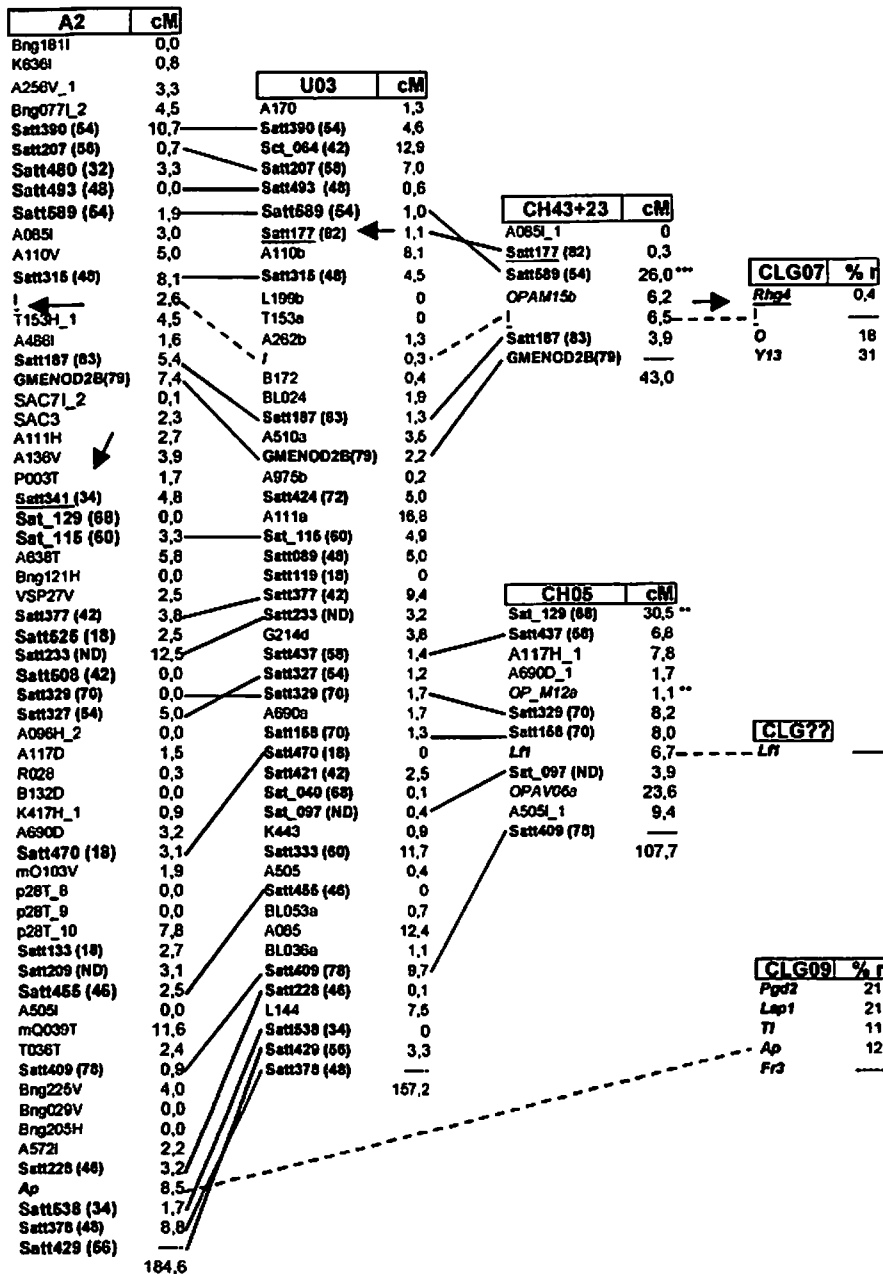 A2 cM
Bng181I 0,0
K636I 0,8
A256V_1 3,3
Bng077I_2 4,5
Satt390 (54) 10,7
Satt207 (58) 0,7
Satt480 (32) 3,3
Satt493 (48) 0,0
Satt589 (54) 1,9
A085I 3,0
A110V 5,0
Satt315 (48) 8,1
I 2,6
T153H_1 4,5
A486I 1,6
Satt187 (83) 5,4
GMENOD2B(79) 7,4
SAC7I_2 0,1
SAC3 2,3
A111H 2,7
A136V 3,9
P003T 1,7
Satt341 (34) 4,8
Sat_129 (68) 0,0
Sat_115 (60) 3,3
A638T 5,8
Bng121H 0,0
VSP27V 2,5
Satt377 (42) 3,8
Satt525 (18) 2,5
Satt233 (ND) 12,5
Satt508 (42) 0,0
Satt329 (70) 0,0
Satt327 (54) 5,0
A096H_2 0,0
A117D 1,5
R028 0,3
B132D 0,0
K417H_1 0,9
A690D 3,2
Satt470 (18) 3,1
mO103V 1,9
p28T_8 0,0
p28T_9 0,0
p28T_10 7,8
Satt133 (18) 2,7
Satt209 (ND) 3,1
Satt455 (46) 2,5
A505I 0,0
mQ039T 11,6
T036T 2,4
Satt409 (78) 0,9
Bng225V 4,0
Bng029V 0,0
Bng205H 0,0
A572I 2,2
Satt228 (46) 3,2
Ap 8,5
Satt538 (34) 1,7
Satt378 (48) 8,8
Satt429 (56) —
184,6
U03 cM
A170 1,3
Satt390 (54) 4,6
Sct_064 (42) 12,9
Satt207 (58) 7,0
Satt493 (48) 0,6
Satt589 (54) 1,0
Satt177 (82) 1,1
A110b 8,1
Satt315 (48) 4,5
L199b 0
T153a 0
A262b 1,3
I 0,3
B172 0,4
BL024 1,9
Satt187 (83) 1,3
A510a 3,5
GMENOD2B(79) 2,2
A975b 0,2
Satt424 (72) 5,0
A111a 16,8
Sat_115 (60) 4,9
Satt089 (48) 5,0
Satt119 (18) 0
Satt377 (42) 9,4
Satt233 (ND) 3,2
G214d 3,8
Satt437 (58) 1,4
Satt327 (54) 1,2
Satt329 (70) 1,7
A690a 1,7
Satt158 (70) 1,3
Satt470 (18) 0
Satt421 (42) 2,5
Sat_040 (68) 0,1
Sat_097 (ND) 0,4
K443 0,9
Satt333 (60) 11,7
A505 0,4
Satt455 (46) 0
BL053a 0,7
A085 12,4
BL036a 1,1
Satt409 (78) 9,7
Satt228 (46) 0,1
L144 7,5
Satt538 (34) 0
Satt429 (56) 3,3
Satt378 (48) —
157,2
CH43+23 cM
A085I_1 0
Satt177 (82) 0,3
Satt589 (54) 26,0 ***
OPAM15b 6,2
I 6,5
Satt187 (83) 3,9
GMENOD2B(79) —
43,0
CH05 cM
Sat_129 (68) 30,5 **
Satt437 (58) 6,8
A117H_1 7,8
A690D_1 1,7
OP_M12a 1,1 **
Satt329 (70) 8,2
Satt158 (70) 8,0
Lf1 6,7
Sat_097 (ND) 3,9
OPAV06a 23,6
A505I_1 9,4
Satt409 (78) —
107,7
CLG07 % r
Rhg4 0,4
I —
O 18
Y13 31
CLG??
Lf1 —
CLG09 % r
Pgd2 21
Lap1 21
Ti 11
Ap 12
Fr3 —